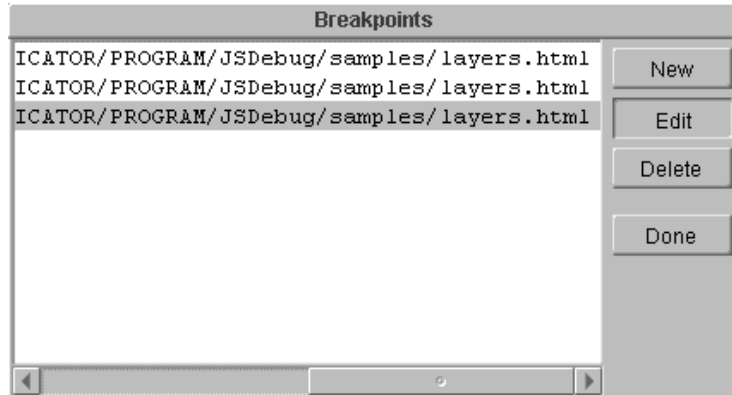 Breakpoints
ICATOR/PROGRAM/JSDebug/samples/layers.html
ICATOR/PROGRAM/JSDebug/samples/layers.html
ICATOR/PROGRAM/JSDebug/samples/layers.html
New
Edit
Delete
Done